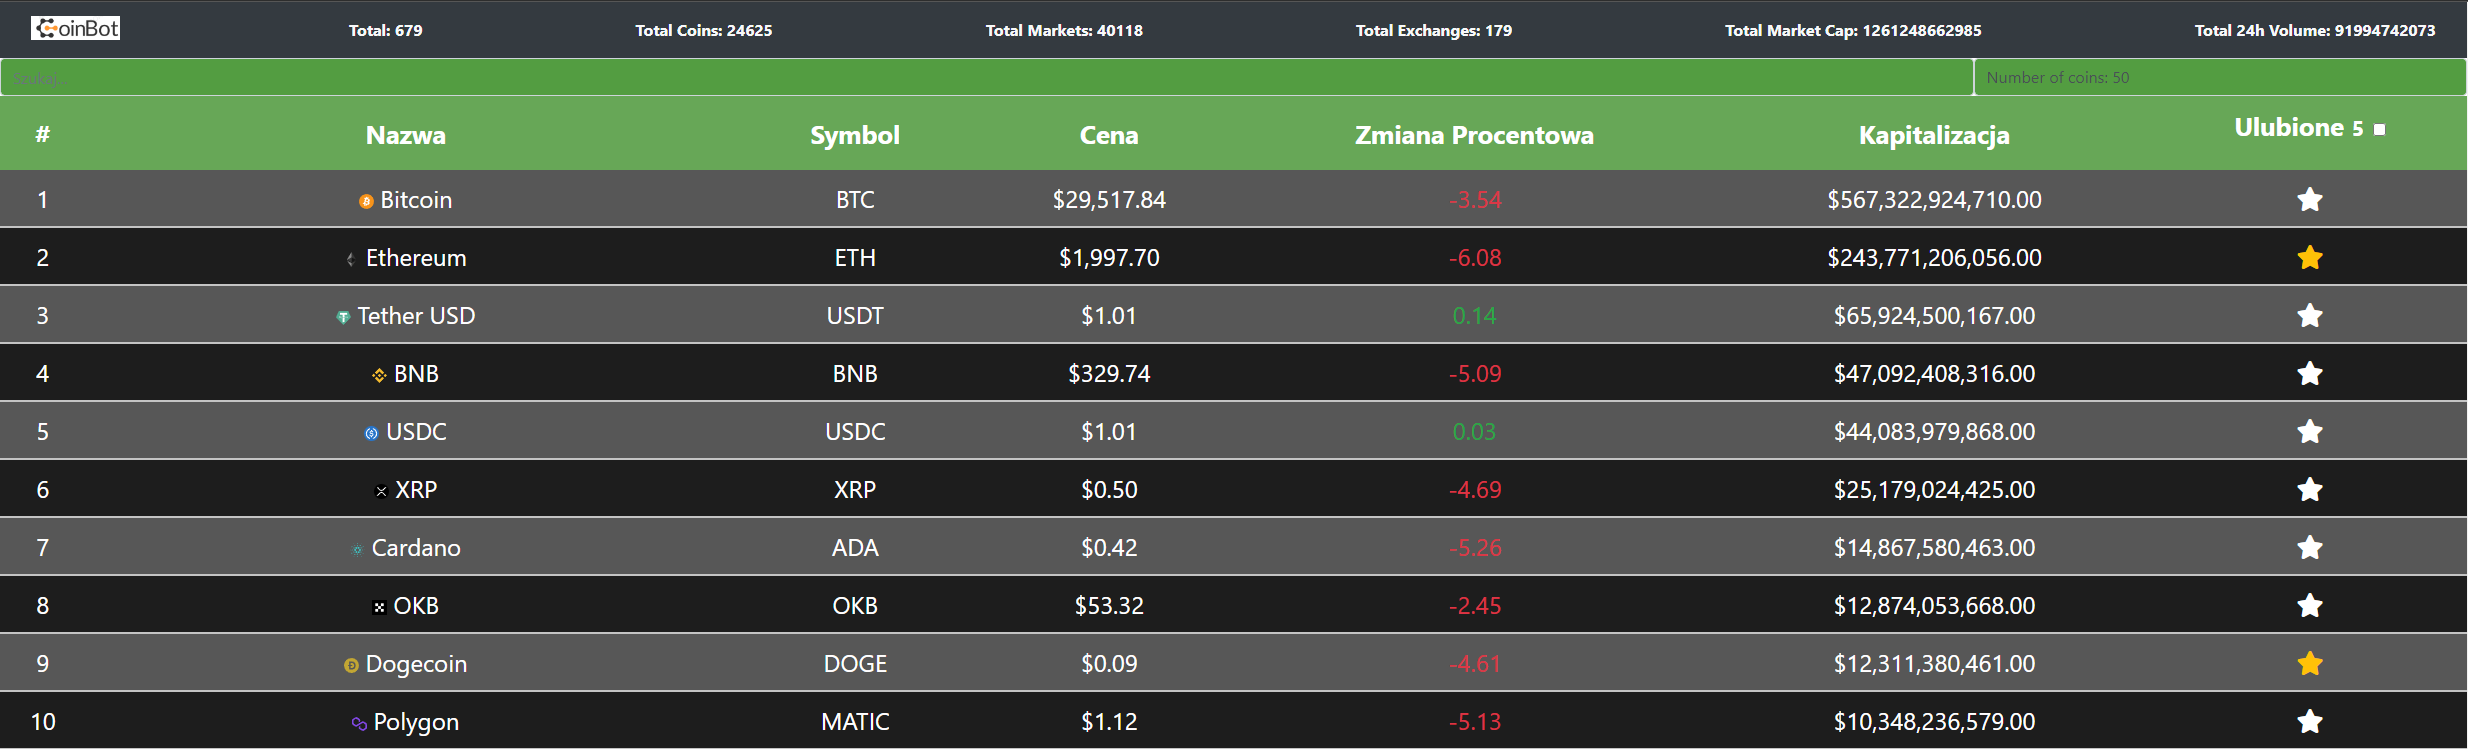 CoinBot Total: 679 Total Coins: 24625 Total Markets: 40118 Total Exchanges: 179 Total Market Cap: 1261248662985 Total 24h Volume: 91994742073
Szukaj... Number of coins: 50
# Nazwa Symbol Cena Zmiana Procentowa Kapitalizacja Ulubione 5
1 Bitcoin BTC $29,517.84 -3.54 $567,322,924,710.00
2 Ethereum ETH $1,997.70 -6.08 $243,771,206,056.00
3 Tether USD USDT $1.01 0.14 $65,924,500,167.00
4 BNB BNB $329.74 -5.09 $47,092,408,316.00
5 USDC USDC $1.01 0.03 $44,083,979,868.00
6 XRP XRP $0.50 -4.69 $25,179,024,425.00
7 Cardano ADA $0.42 -5.26 $14,867,580,463.00
8 OKB OKB $53.32 -2.45 $12,874,053,668.00
9 Dogecoin DOGE $0.09 -4.61 $12,311,380,461.00
10 Polygon MATIC $1.12 -5.13 $10,348,236,579.00